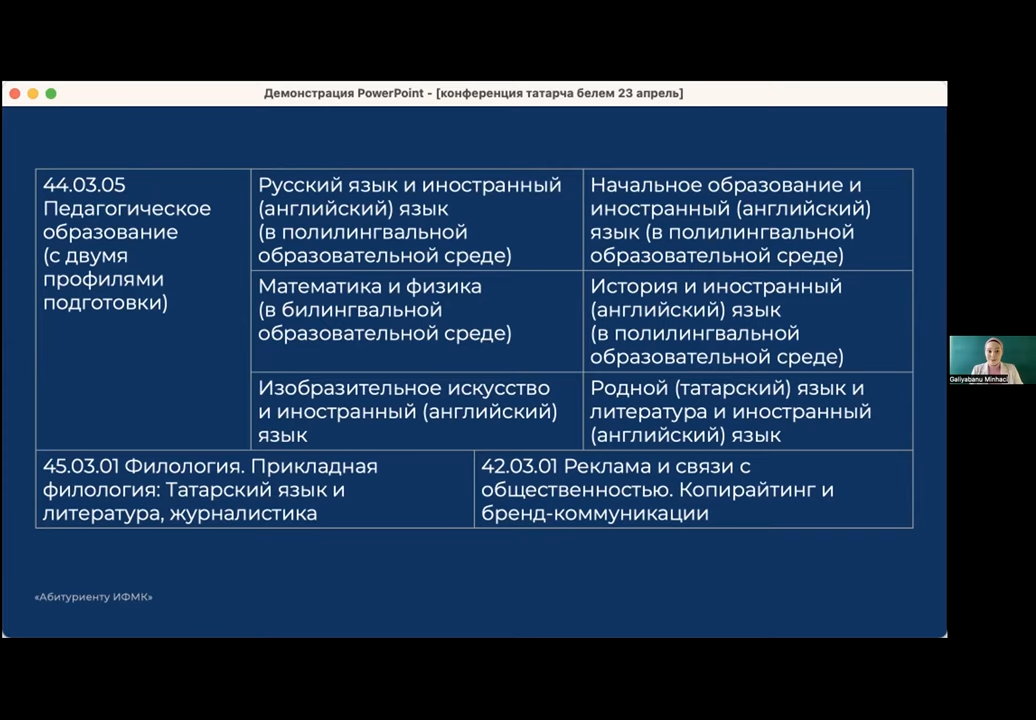 Демонстрация PowerPoint - [конференция татарча белем 23 апрель]
44.03.05
Педагогическое
образование
(с двумя
профилями
подготовки)
Русский язык и иностранный
(английский) язык
(в полилингвальной
образовательной среде)
Начальное образование и
иностранный (английский)
язык (в полилингвальной
образовательной среде)
Математика и физика
(в билингвальной
образовательной среде)
История и иностранный
(английский) язык
(в полилингвальной
образовательной среде)
Изобразительное искусство
и иностранный (английский)
язык
Родной (татарский) язык и
литература и иностранный
(английский) язык
45.03.01 Филология. Прикладная
филология: Татарский язык и
литература, журналистика
42.03.01 Реклама и связи с
общественностью. Копирайтинг и
бренд-коммуникации
«Абитуриенту ИФМК»
Galiyabanu